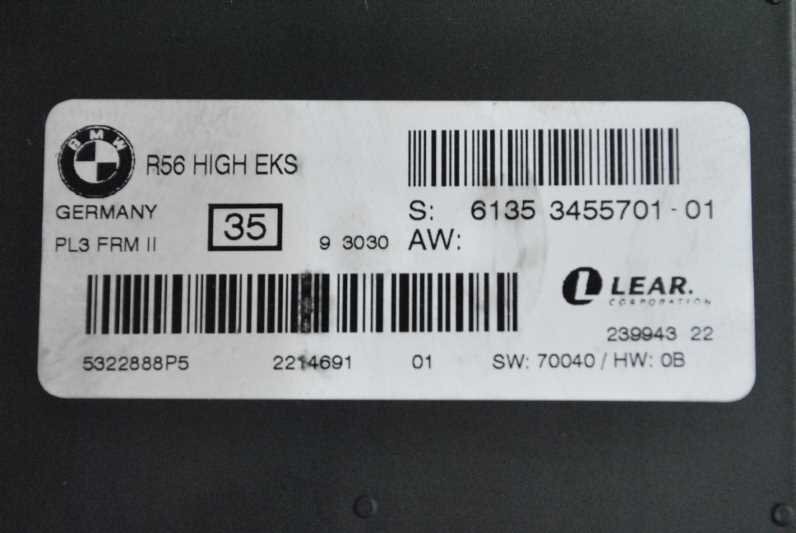 BMW
R56 HIGH EKS
GERMANY
PL3 FRM II
35
9 3030
S: 6135 3455701-01
AW:
L LEAR.
CORPORATION
239943 22
5322888P5 2214691 01 SW: 70040 / HW: 0B